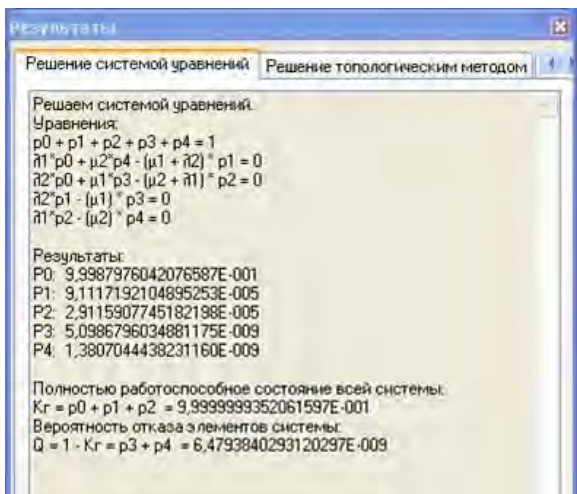 Результаты
Решение системой уравнений Решение топологическим методом
Решаем системой уравнений.
Уравнения:
p0 + p1 + p2 + p3 + p4 = 1
λ1*p0 + μ2*p4 - (μ1 + λ2) * p1 = 0
λ2*p0 + μ1*p3 - (μ2 + λ1) * p2 = 0
λ2*p1 - (μ1) * p3 = 0
λ1*p2 - (μ2) * p4 = 0
Результаты:
P0: 9,9987976042076587E-001
P1: 9,1117192104895253E-005
P2: 2,9115907745182198E-005
P3: 5,0986796034881175E-009
P4: 1,3807044438231160E-009
Полностью работоспособное состояние всей системы:
Кг = p0 + p1 + p2 = 9,9999999352061597E-001
Вероятность отказа элементов системы:
Q = 1 - Кг = p3 + p4 = 6,4793840293120297E-009